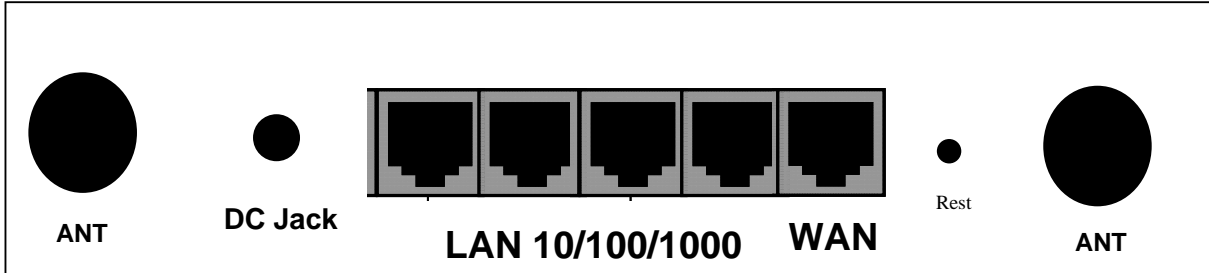 ANT
DC Jack
LAN 10/100/1000
WAN
Rest
ANT